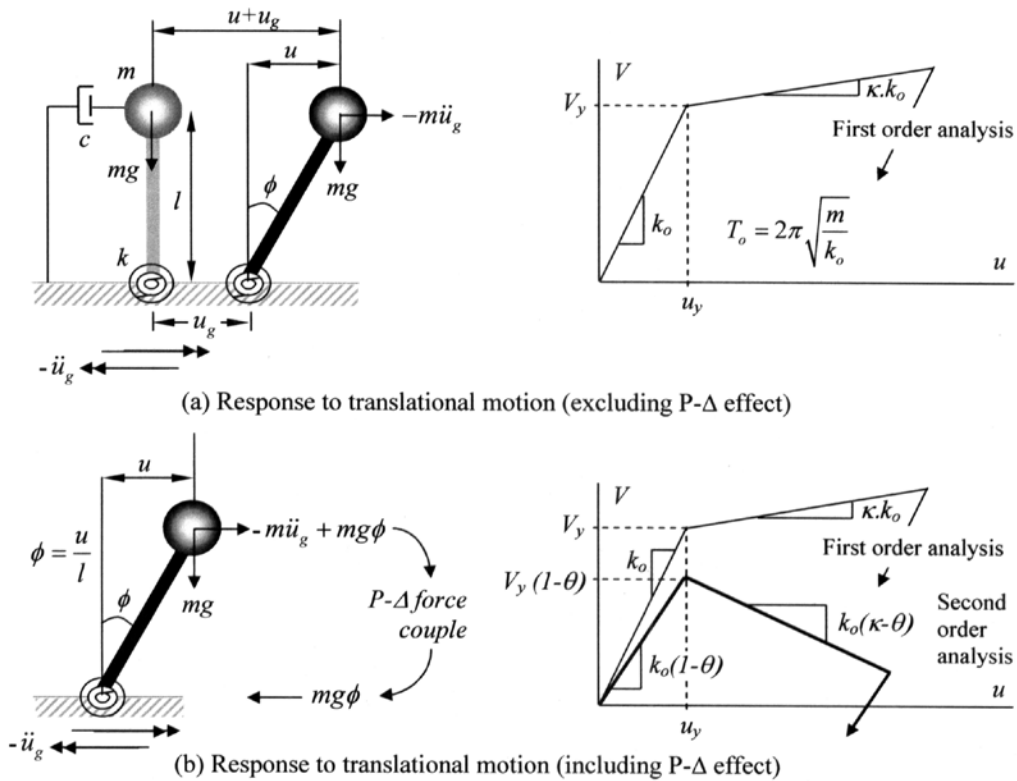 u+u_g
u
m
-mü_g
c
mg
l
φ
mg
k
u_g
-ü_g
V
V_y
κ.k_o
First order analysis
k_o
T_o = 2π√(m/k_o)
u
u_y
(a) Response to translational motion (excluding P-Δ effect)
u
-mü_g + mgφ
φ = u/l
φ
mg
P-Δ force
couple
mgφ
-ü_g
V
V_y
κ.k_o
k_o
First order analysis
V_y (1-θ)
Second
order
analysis
k_o(κ-θ)
k_o(1-θ)
u
u_y
(b) Response to translational motion (including P-Δ effect)